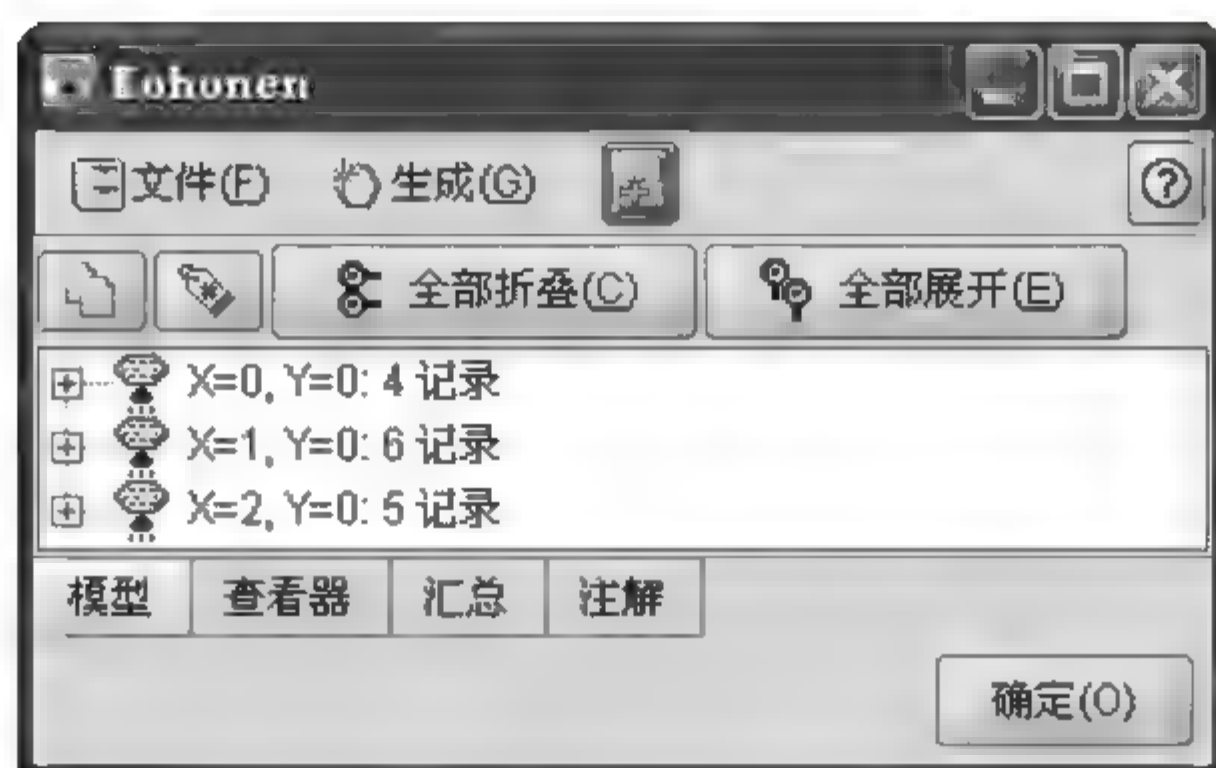 Kohonen
文件(F) 生成(G)
全部折叠(C) 全部展开(E)
X=0, Y=0: 4 记录
X=1, Y=0: 6 记录
X=2, Y=0: 5 记录
模型 查看器 汇总 注解
确定(O)